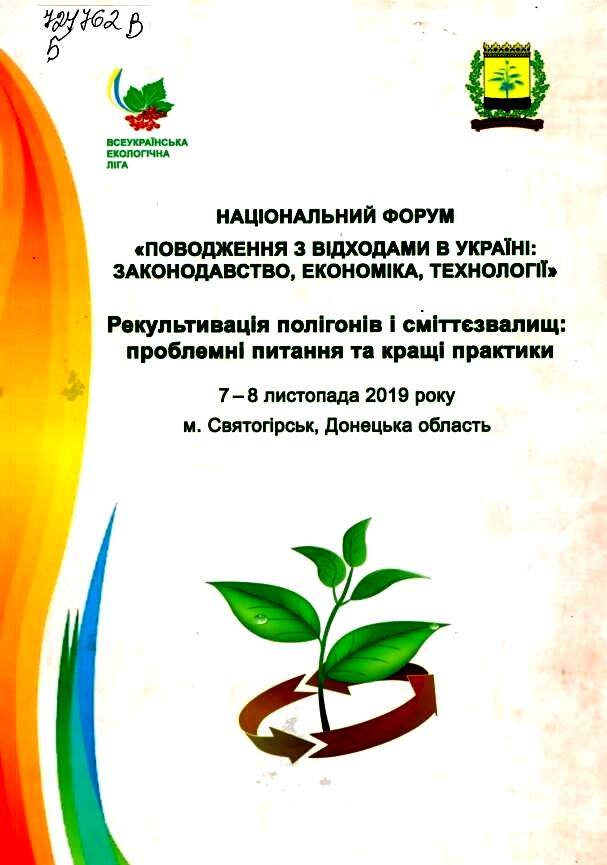 727762 В
Б
ВСЕУКРАЇНСЬКА
ЕКОЛОГІЧНА
ЛІГА
НАЦІОНАЛЬНИЙ ФОРУМ
«ПОВОДЖЕННЯ З ВІДХОДАМИ В УКРАЇНІ:
ЗАКОНОДАВСТВО, ЕКОНОМІКА, ТЕХНОЛОГІЇ»
Рекультивація полігонів і сміттєзвалищ:
проблемні питання та кращі практики
7 – 8 листопада 2019 року
м. Святогірськ, Донецька область